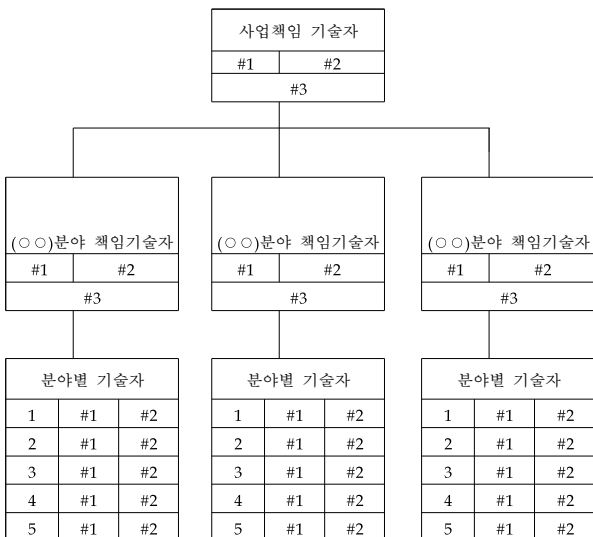 사업책임 기술자
#1 #2
#3
(○○)분야 책임기술자 (○○)분야 책임기술자 (○○)분야 책임기술자
#1 #2 #1 #2 #1 #2
#3 #3 #3
분야별 기술자 분야별 기술자 분야별 기술자
1 #1 #2 1 #1 #2 1 #1 #2
2 #1 #2 2 #1 #2 2 #1 #2
3 #1 #2 3 #1 #2 3 #1 #2
4 #1 #2 4 #1 #2 4 #1 #2
5 #1 #2 5 #1 #2 5 #1 #2